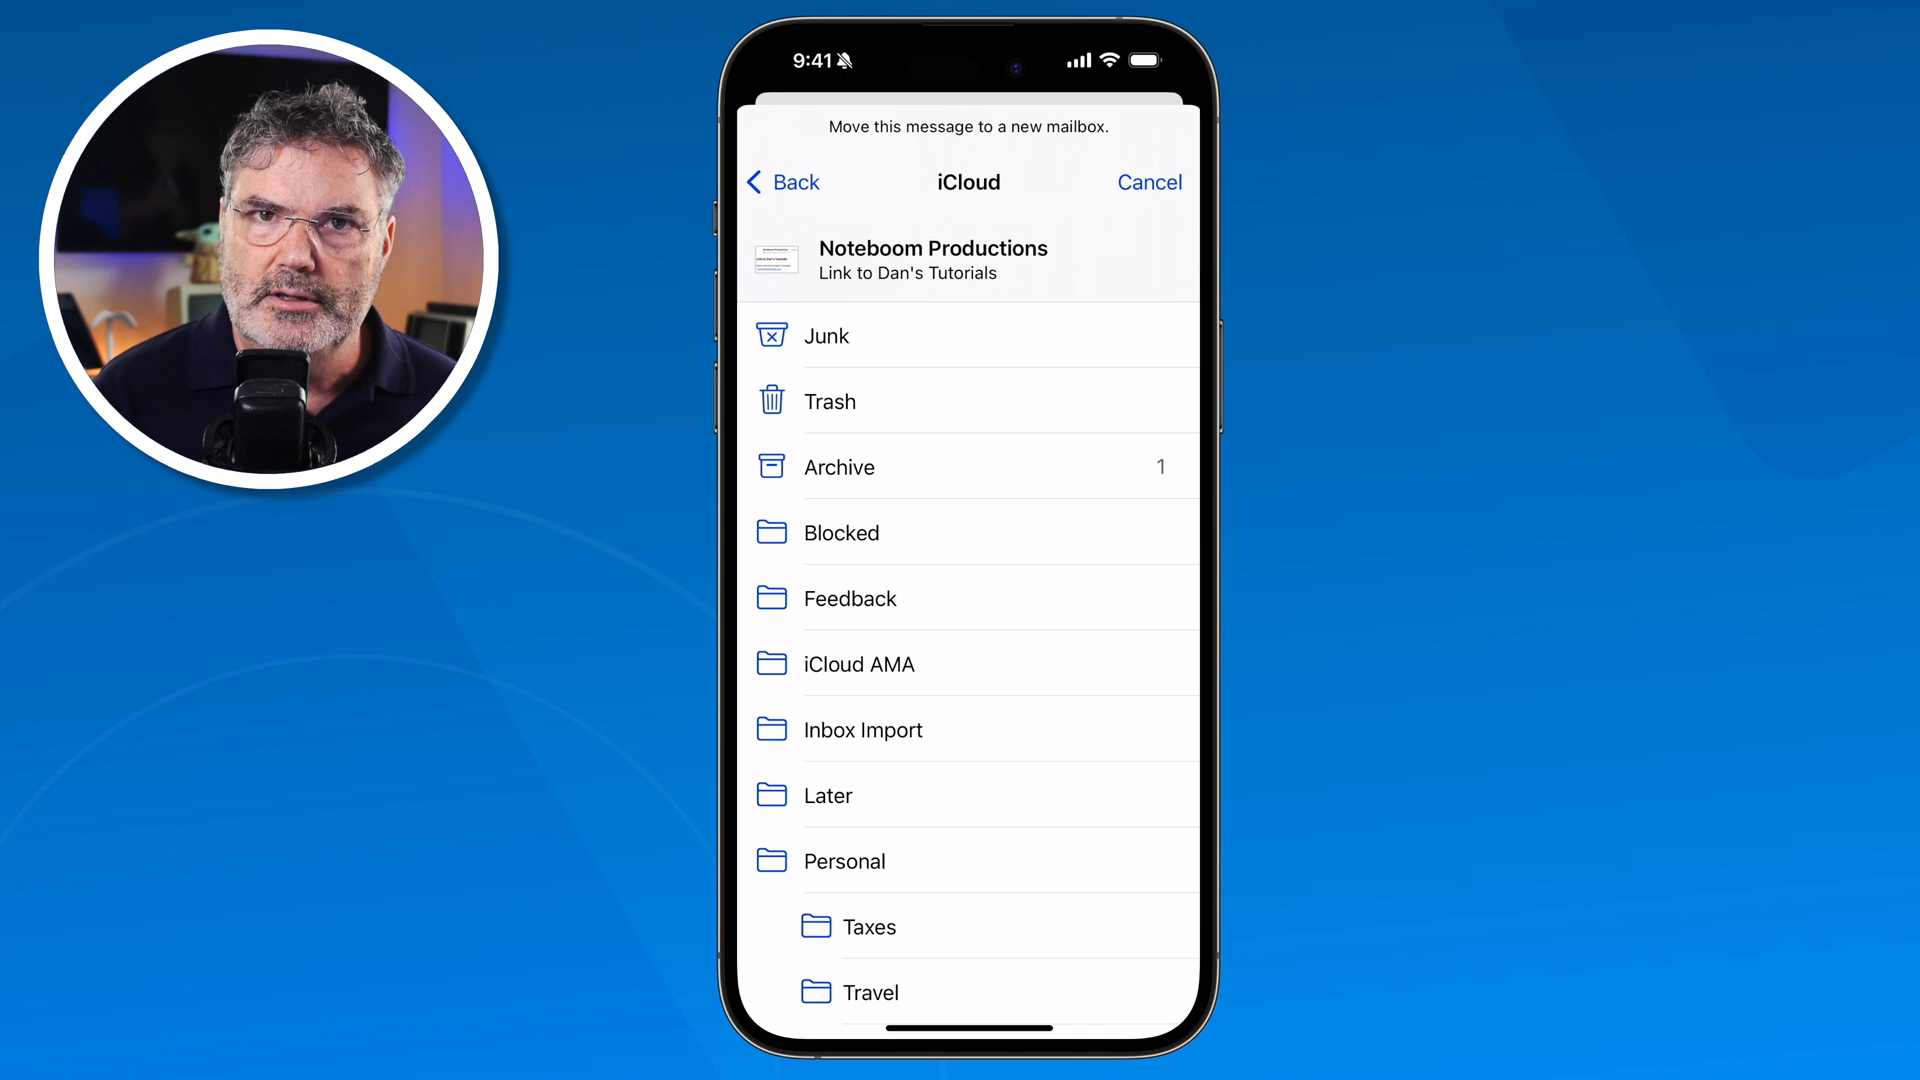 9:41
Move this message to a new mailbox.
Back
iCloud
Cancel
Noteboom Productions
Link to Dan's Tutorials
Junk
Trash
Archive 1
Blocked
Feedback
iCloud AMA
Inbox Import
Later
Personal
Taxes
Travel